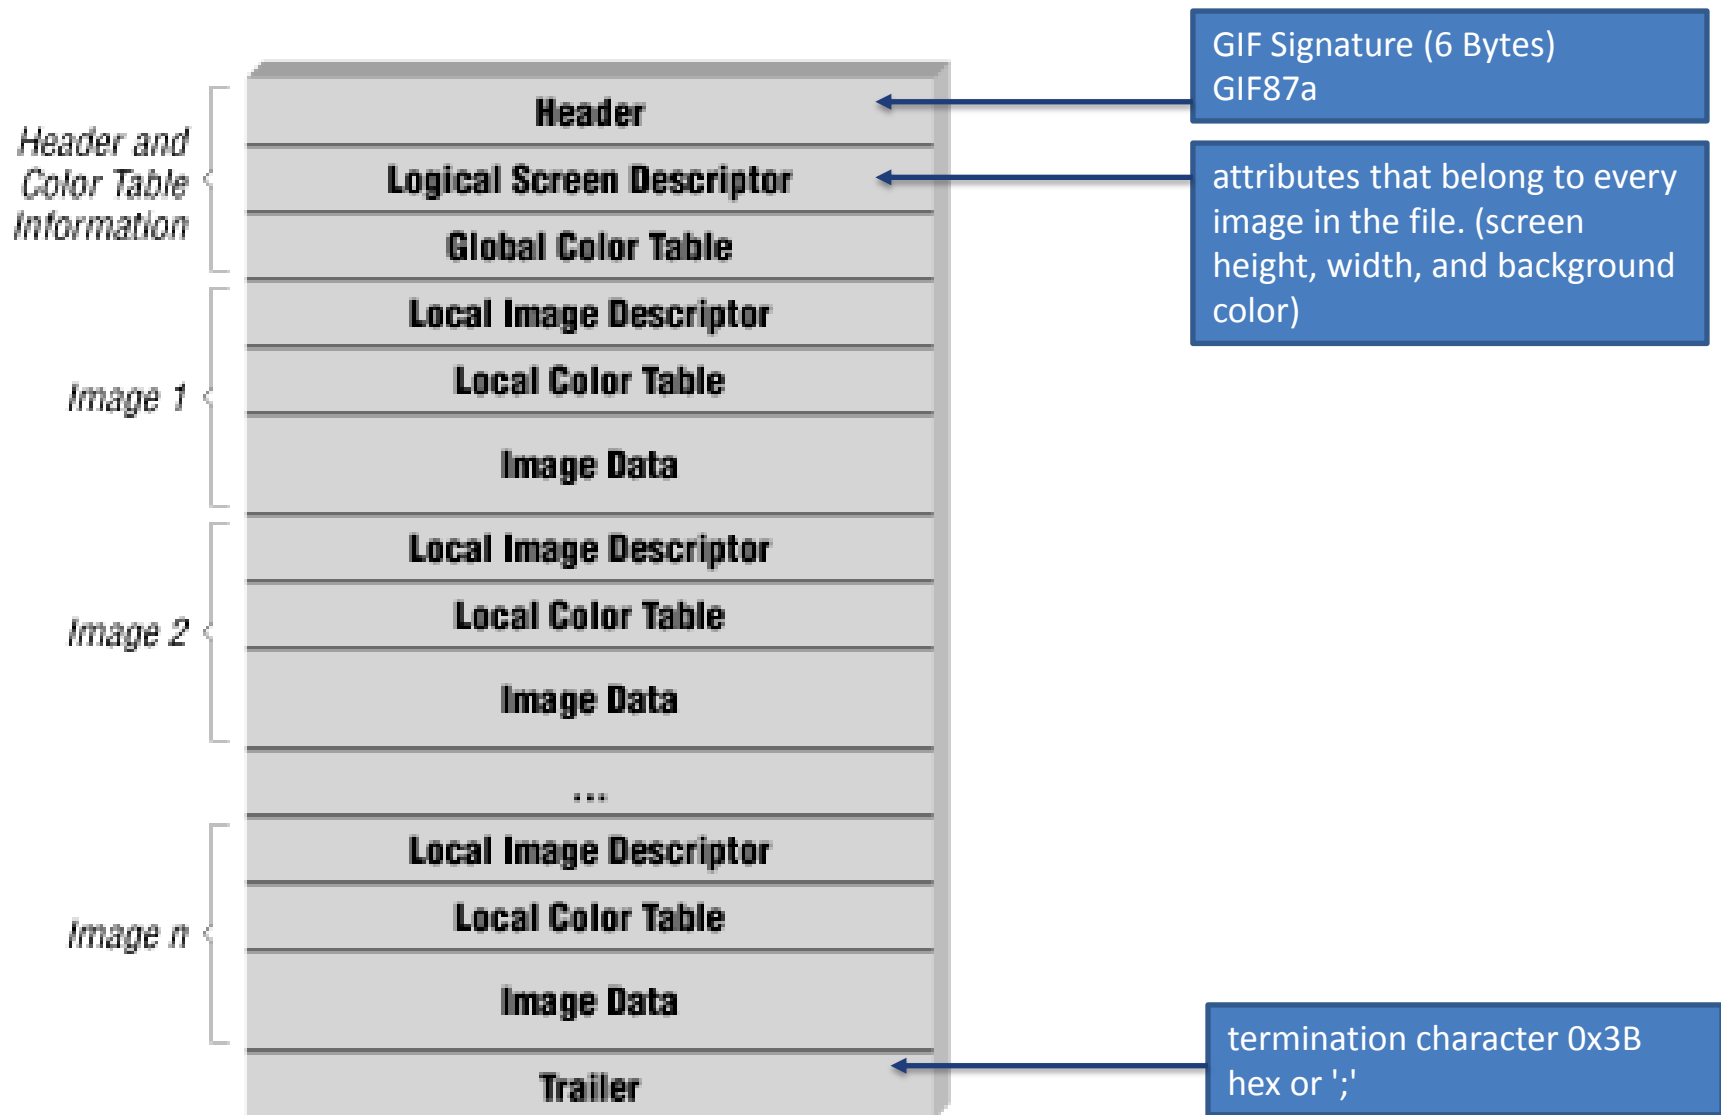 GIF Signature (6 Bytes)
GIF87a
Header
Header and
Color Table
Information
Logical Screen Descriptor
attributes that belong to every
image in the file. (screen
height, width, and background
color)
Global Color Table
Image 1
Local Image Descriptor
Local Color Table
Image Data
Image 2
Local Image Descriptor
Local Color Table
Image Data
...
Image n
Local Image Descriptor
Local Color Table
Image Data
Trailer
termination character 0x3B
hex or ';'